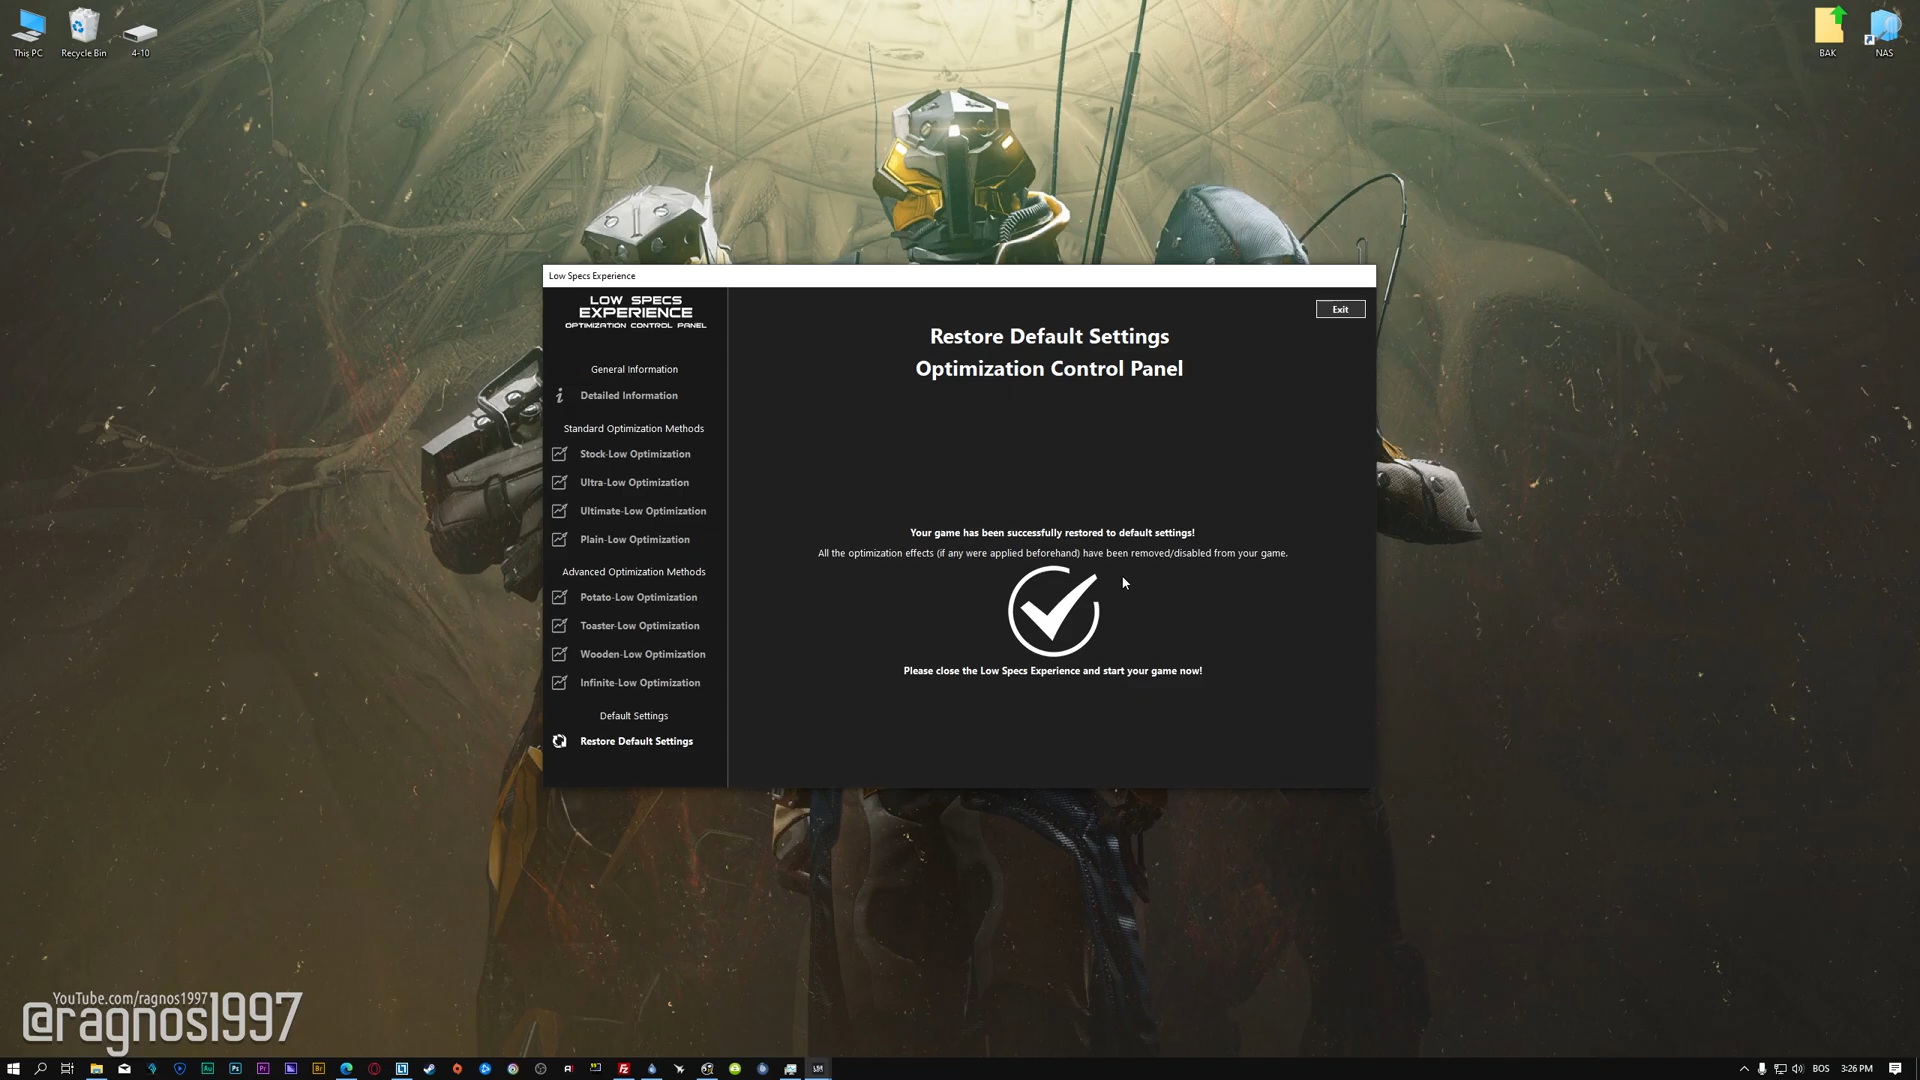 This PC
Recycle Bin
4-10
BAK
NAS
Low Specs Experience
LOW SPECS
EXPERIENCE
OPTIMIZATION CONTROL PANEL
General Information
Detailed Information
Standard Optimization Methods
Stock-Low Optimization
Ultra-Low Optimization
Ultimate-Low Optimization
Plain-Low Optimization
Advanced Optimization Methods
Potato-Low Optimization
Toaster-Low Optimization
Wooden-Low Optimization
Infinite-Low Optimization
Default Settings
Restore Default Settings
Exit
Restore Default Settings
Optimization Control Panel
Your game has been successfully restored to default settings!
All the optimization effects (if any were applied beforehand) have been removed/disabled from your game.
Please close the Low Specs Experience and start your game now!
YouTube.com/ragnos1997
@ragnos1997
Au
Ps
Pr
Br
Fz
BOS
3:26 PM